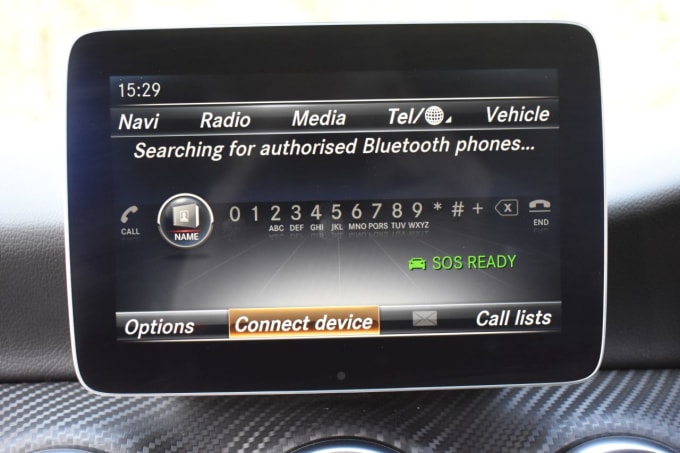 15:29
Navi Radio Media Tel/ Vehicle
Searching for authorised Bluetooth phones...
0 1 2 3 4 5 6 7 8 9 * # +
CALL NAME ABC DEF GHI JKL MNO PQRS TUV WXYZ END
SOS READY
Options Connect device Call lists